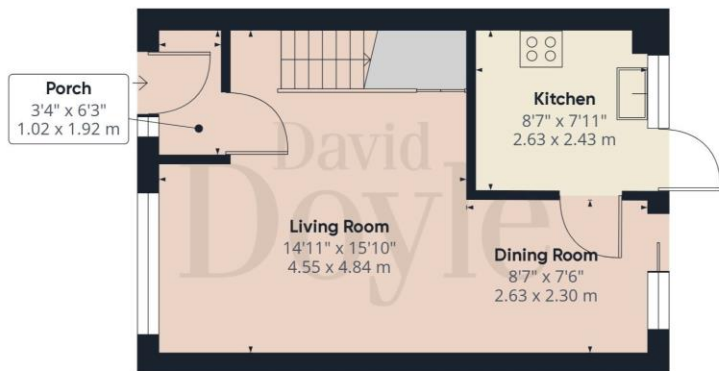 Porch
3'4" x 6'3"
1.02 x 1.92 m
Kitchen
8'7" x 7'11"
2.63 x 2.43 m
David
Doyle
Living Room
14'11" x 15'10"
4.55 x 4.84 m
Dining Room
8'7" x 7'6"
2.63 x 2.30 m